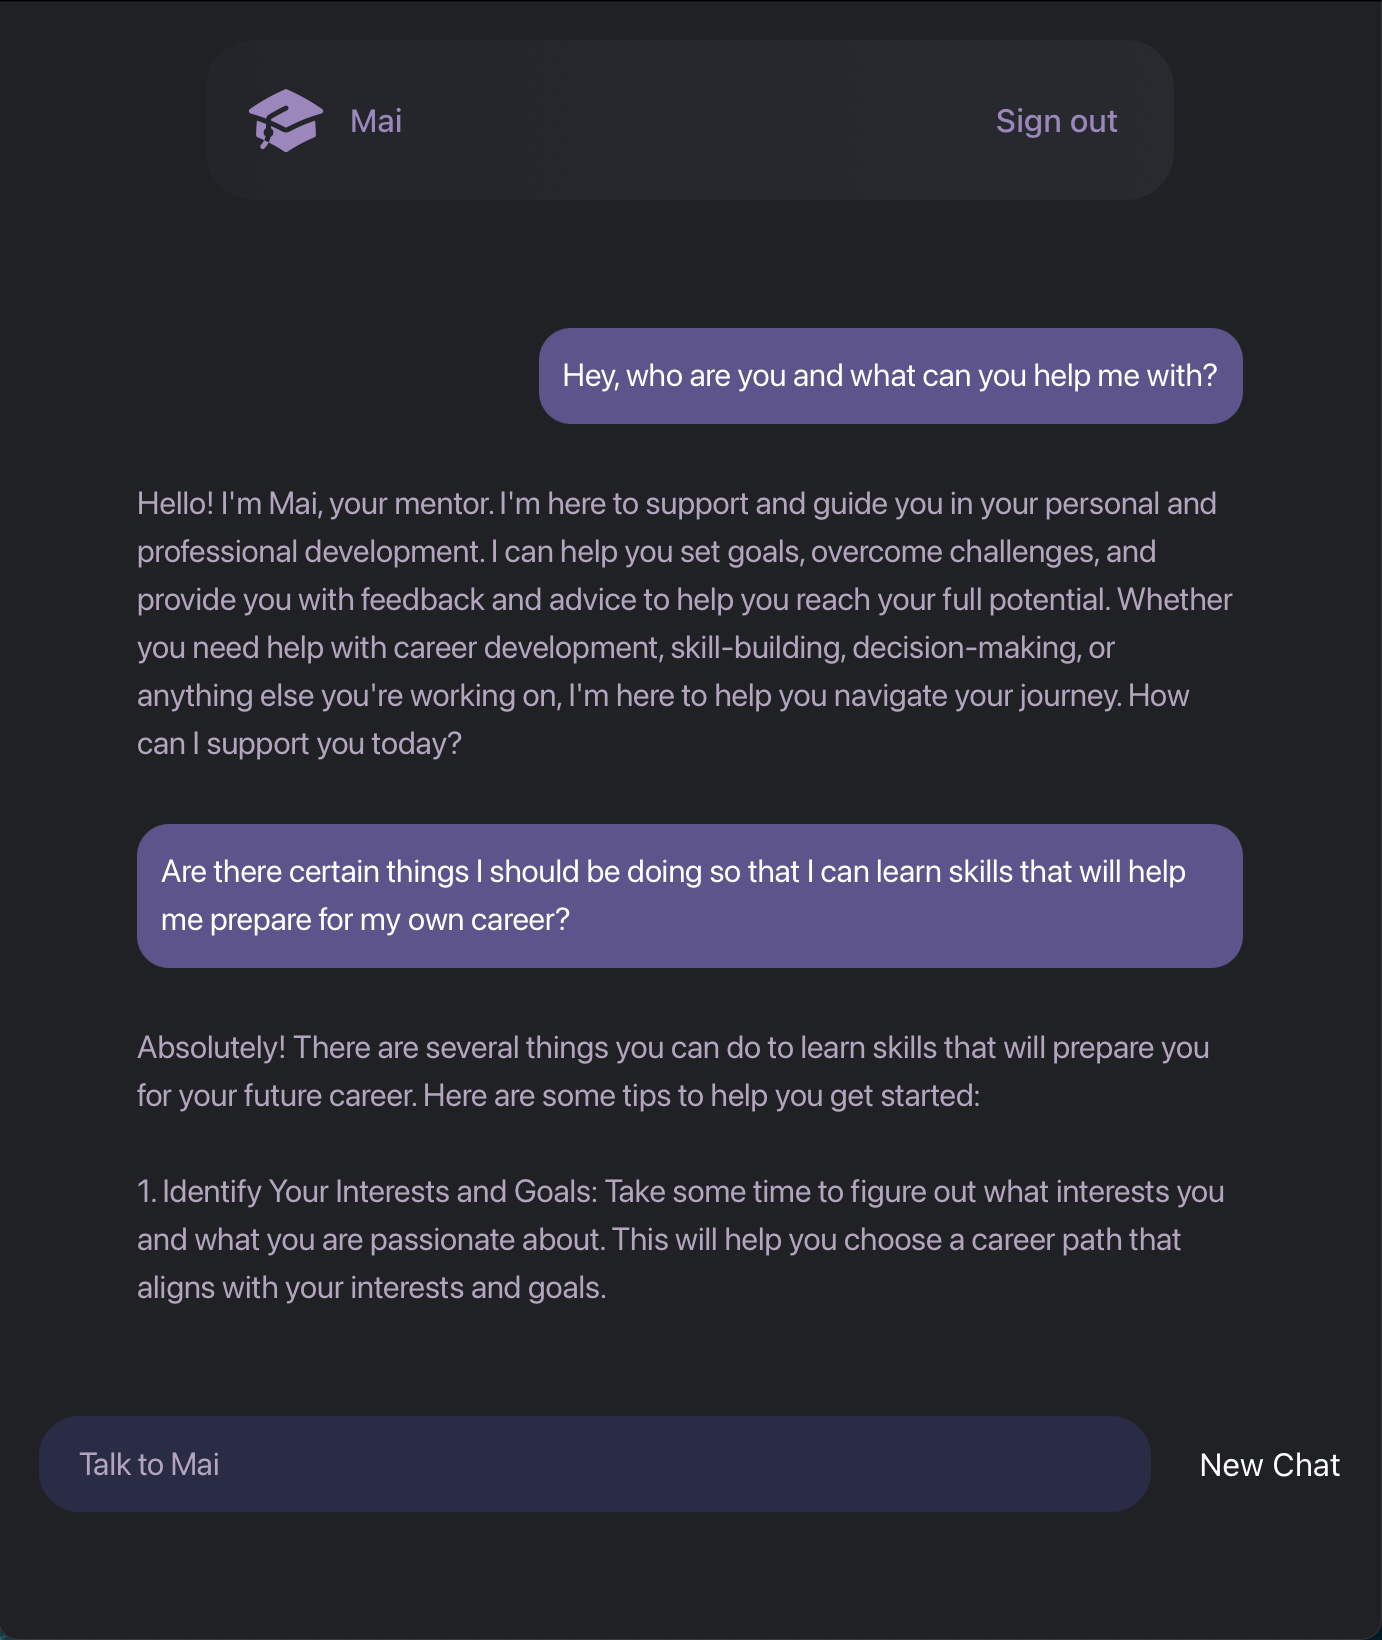 Mai
Sign out
Hey, who are you and what can you help me with?
Hello! I'm Mai, your mentor. I'm here to support and guide you in your personal and
professional development. I can help you set goals, overcome challenges, and
provide you with feedback and advice to help you reach your full potential. Whether
you need help with career development, skill-building, decision-making, or
anything else you're working on, I'm here to help you navigate your journey. How
can I support you today?
Are there certain things I should be doing so that I can learn skills that will help
me prepare for my own career?
Absolutely! There are several things you can do to learn skills that will prepare you
for your future career. Here are some tips to help you get started:
1. Identify Your Interests and Goals: Take some time to figure out what interests you
and what you are passionate about. This will help you choose a career path that
aligns with your interests and goals.
Talk to Mai
New Chat